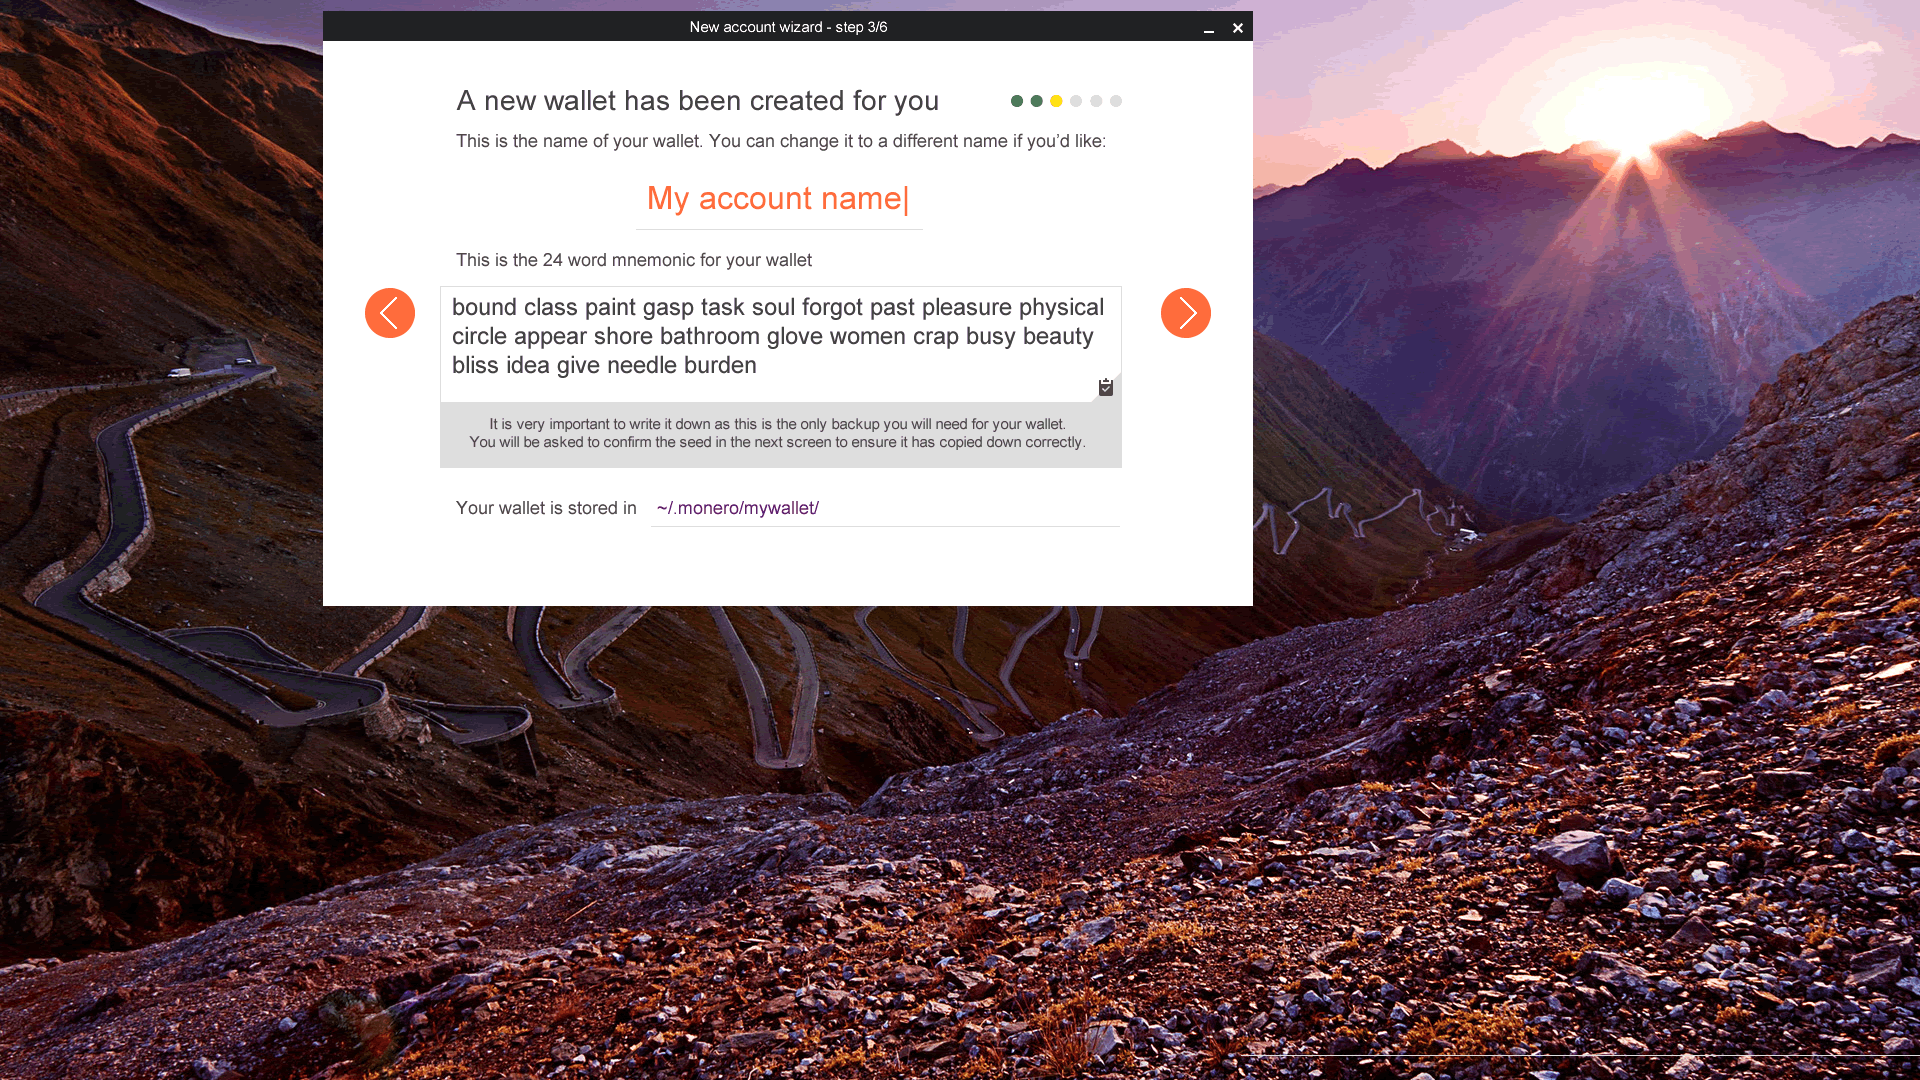 New account wizard - step 3/6
A new wallet has been created for you
This is the name of your wallet. You can change it to a different name if you’d like:
My account name
This is the 24 word mnemonic for your wallet
bound class paint gasp task soul forgot past pleasure physical
circle appear shore bathroom glove women crap busy beauty
bliss idea give needle burden
It is very important to write it down as this is the only backup you will need for your wallet.
You will be asked to confirm the seed in the next screen to ensure it has copied down correctly.
Your wallet is stored in ~/.monero/mywallet/